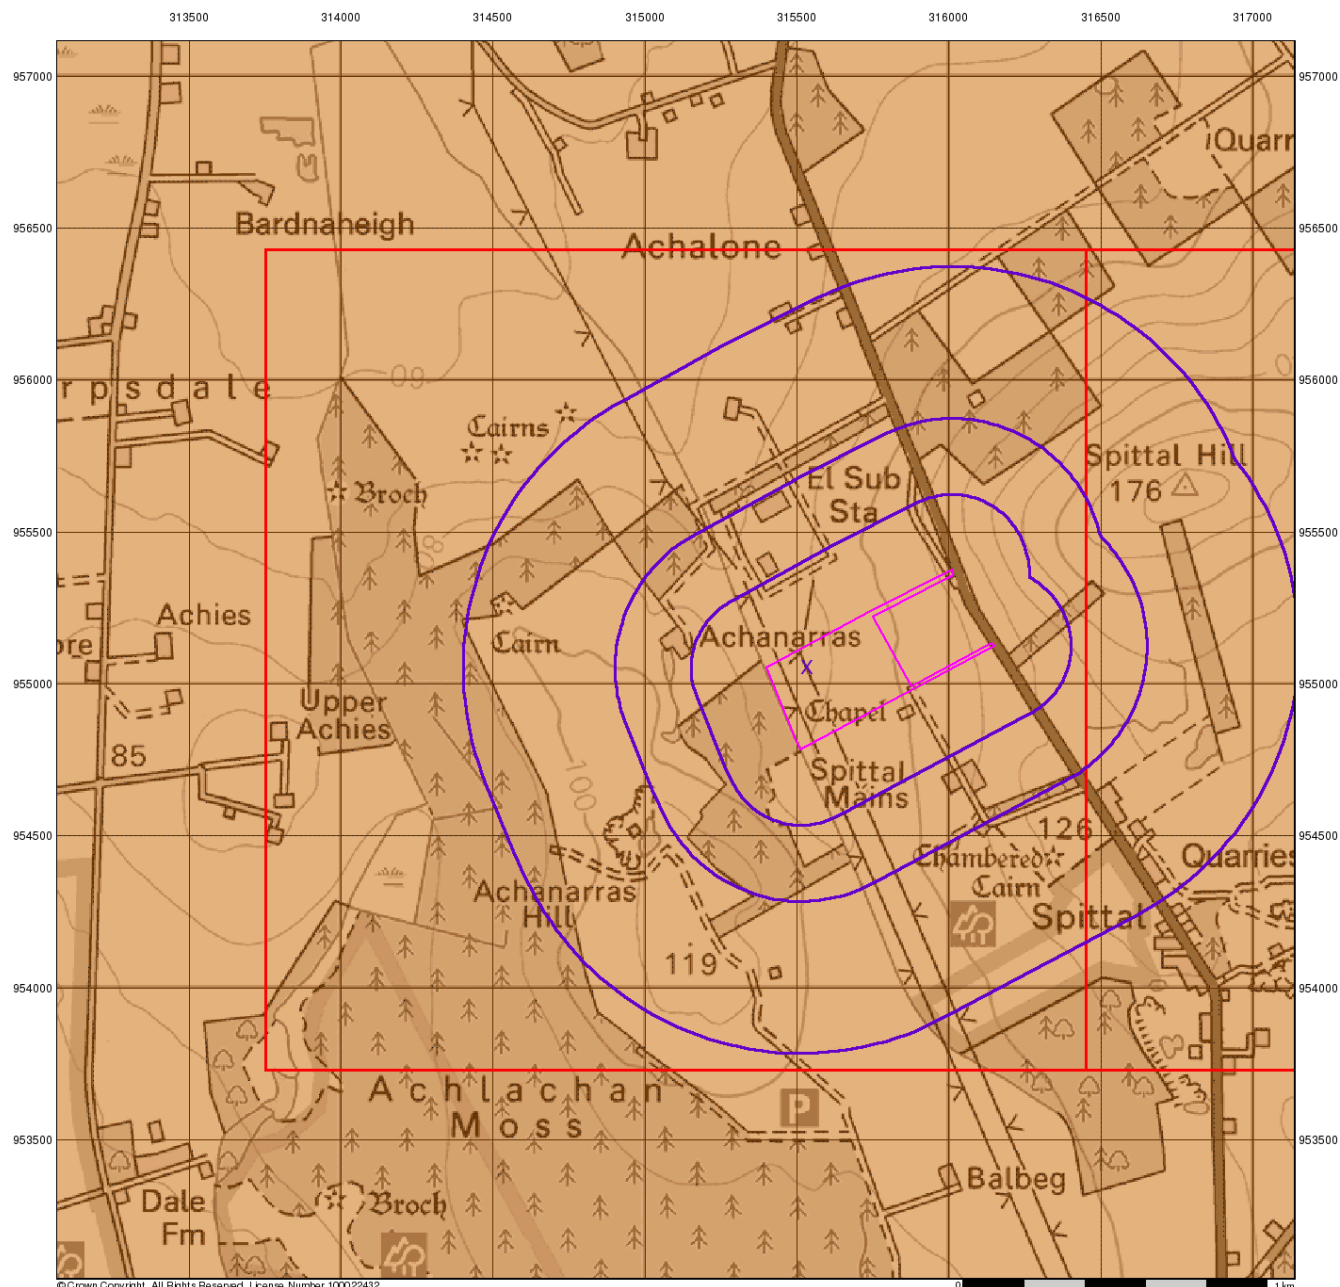 313500 314000 314500 315000 315500 316000 316500 317000
957000 957000
Quarr
956500 956500
Bardnaheigh
Achalone
956000 956000
rpsdale
60
Cairns
Spittal Hill
176
El Sub
Sta
Broch
955500 955500
80
Achies
Achanarras
ore
Cairn
955000 955000
Upper
Achies
Chapel
85
100
Spittal
Mains
954500 954500
126
Chambered
Cairn
Quarries
Achanarras
Hill
Spittal
119
954000 954000
Achlachan
Moss
P
953500 953500
Balbeg
Dale
Fm
Broch
©Crown Copyright. All Rights Reserved. License Number 100022432
0 1 km